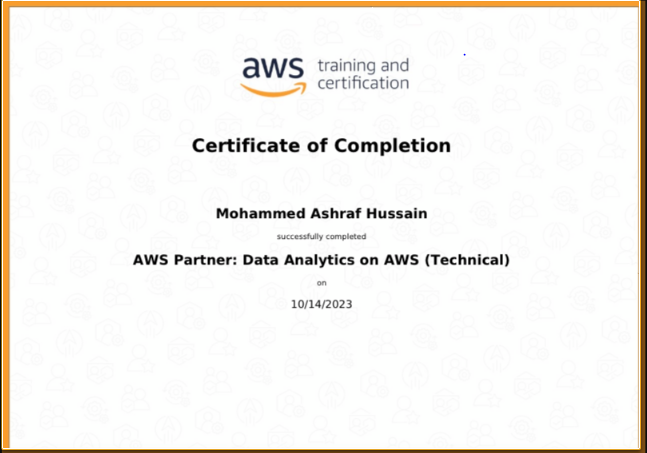 aws training and
certification
Certificate of Completion
Mohammed Ashraf Hussain
successfully completed
AWS Partner: Data Analytics on AWS (Technical)
on
10/14/2023